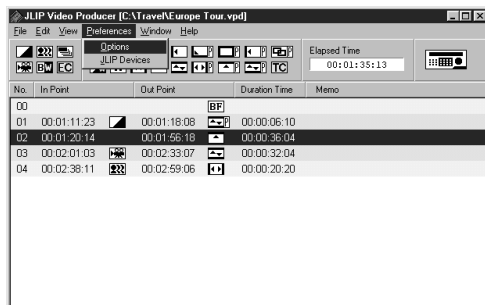 JLIP Video Producer [C:\Travel\Europe Tour.vpd]
File Edit View Preferences Window Help
Options
JLIP Devices
BW EC
P P P P
P P P TC
Elapsed Time
00:01:35:13
No. In Point Out Point Duration Time Memo
00 BF
01 00:01:11:23 00:01:18:08 P 00:00:06:10
02 00:01:20:14 00:01:56:18 00:00:36:04
03 00:02:01:03 00:02:33:07 00:00:32:04
04 00:02:38:11 00:02:59:06 00:00:20:20